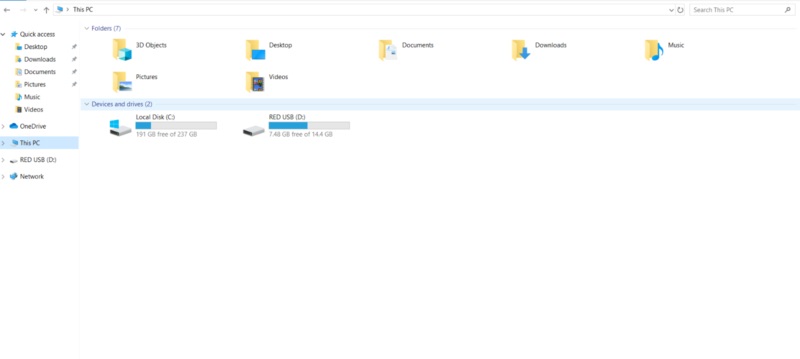 This PC
Search This PC
Quick access
Desktop
Downloads
Documents
Pictures
Music
Videos
OneDrive
This PC
RED USB (D:)
Network
Folders (7)
3D Objects
Desktop
Documents
Downloads
Music
Pictures
Videos
Devices and drives (2)
Local Disk (C:)
191 GB free of 237 GB
RED USB (D:)
7.48 GB free of 14.4 GB